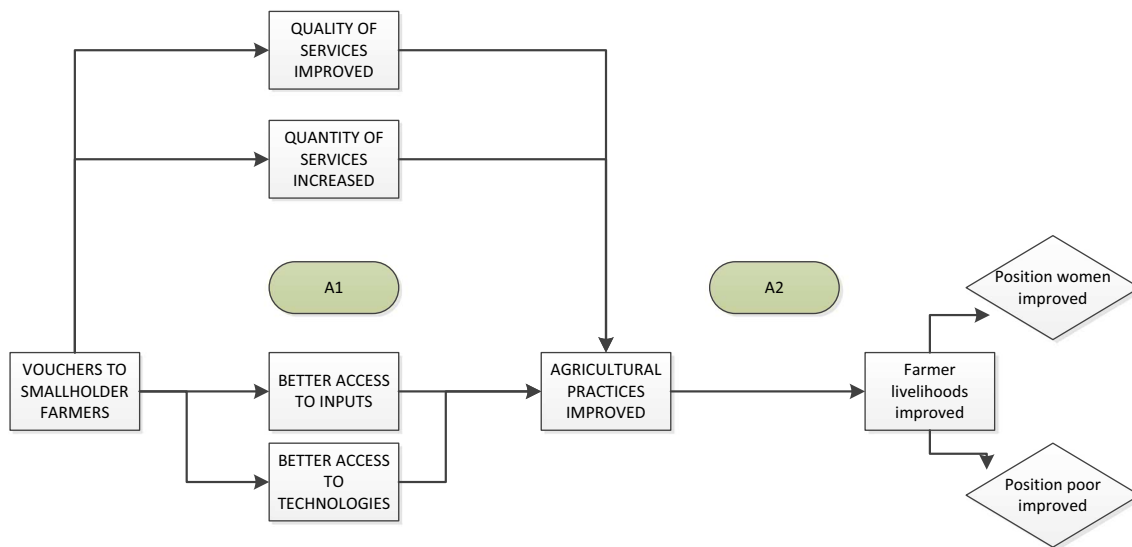 QUALITY OF
SERVICES
IMPROVED
QUANTITY OF
SERVICES
INCREASED
A1
A2
Position women
improved
VOUCHERS TO
SMALLHOLDER
FARMERS
BETTER ACCESS
TO INPUTS
AGRICULTURAL
PRACTICES
IMPROVED
Farmer
livelihoods
improved
BETTER ACCESS
TO
TECHNOLOGIES
Position poor
improved